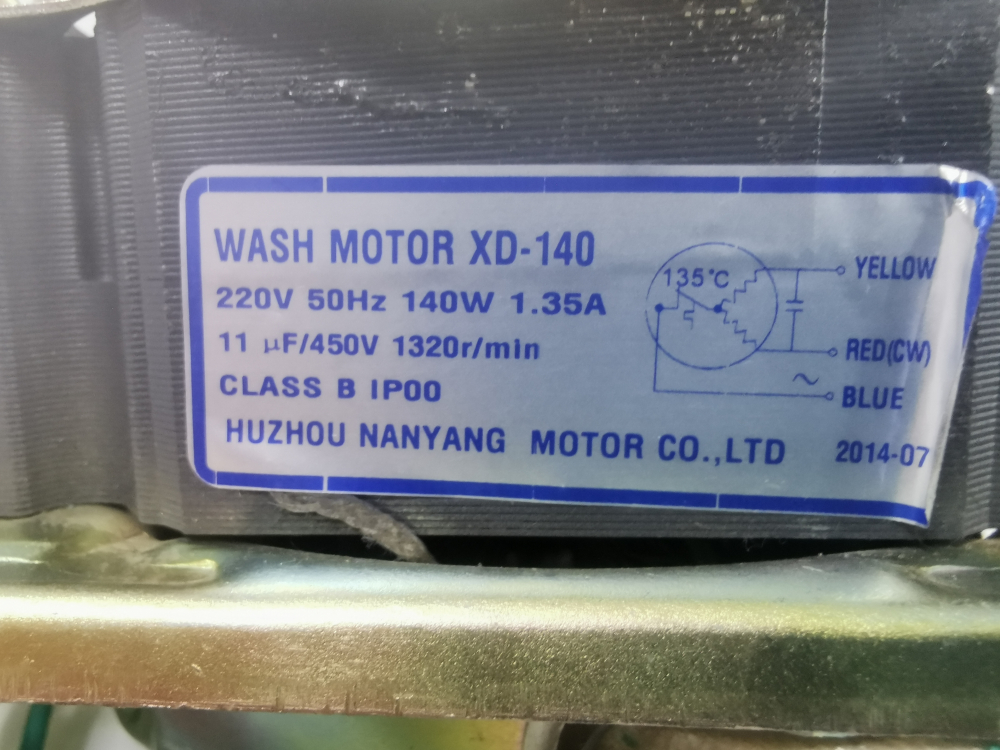 WASH MOTOR XD-140
220V 50Hz 140W 1.35A
11 µF/450V 1320r/min
CLASS B IP00
HUZHOU NANYANG MOTOR CO.,LTD 2014-07
135°C
YELLOW
RED(CW)
~
BLUE